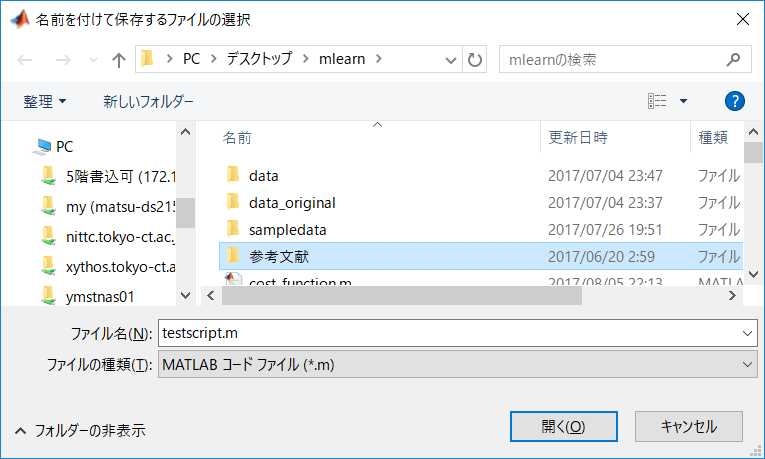 名前を付けて保存するファイルの選択
PC > デスクトップ > mlearn >
mlearnの検索
整理 新しいフォルダー
PC
5階書込可 (172.1
my (matsu-ds215
nittc.tokyo-ct.ac.
xythos.tokyo-ct.a
ymstnas01
名前 更新日時 種類
data 2017/07/04 23:47 ファイル
data_original 2017/07/04 23:37 ファイル
sampledata 2017/07/26 19:51 ファイル
参考文献 2017/06/20 2:59 ファイル
cost_function.m 2017/08/05 22:13 MATLA
ファイル名(N): testscript.m
ファイルの種類(T): MATLAB コード ファイル (*.m)
フォルダーの非表示
開く(O) キャンセル